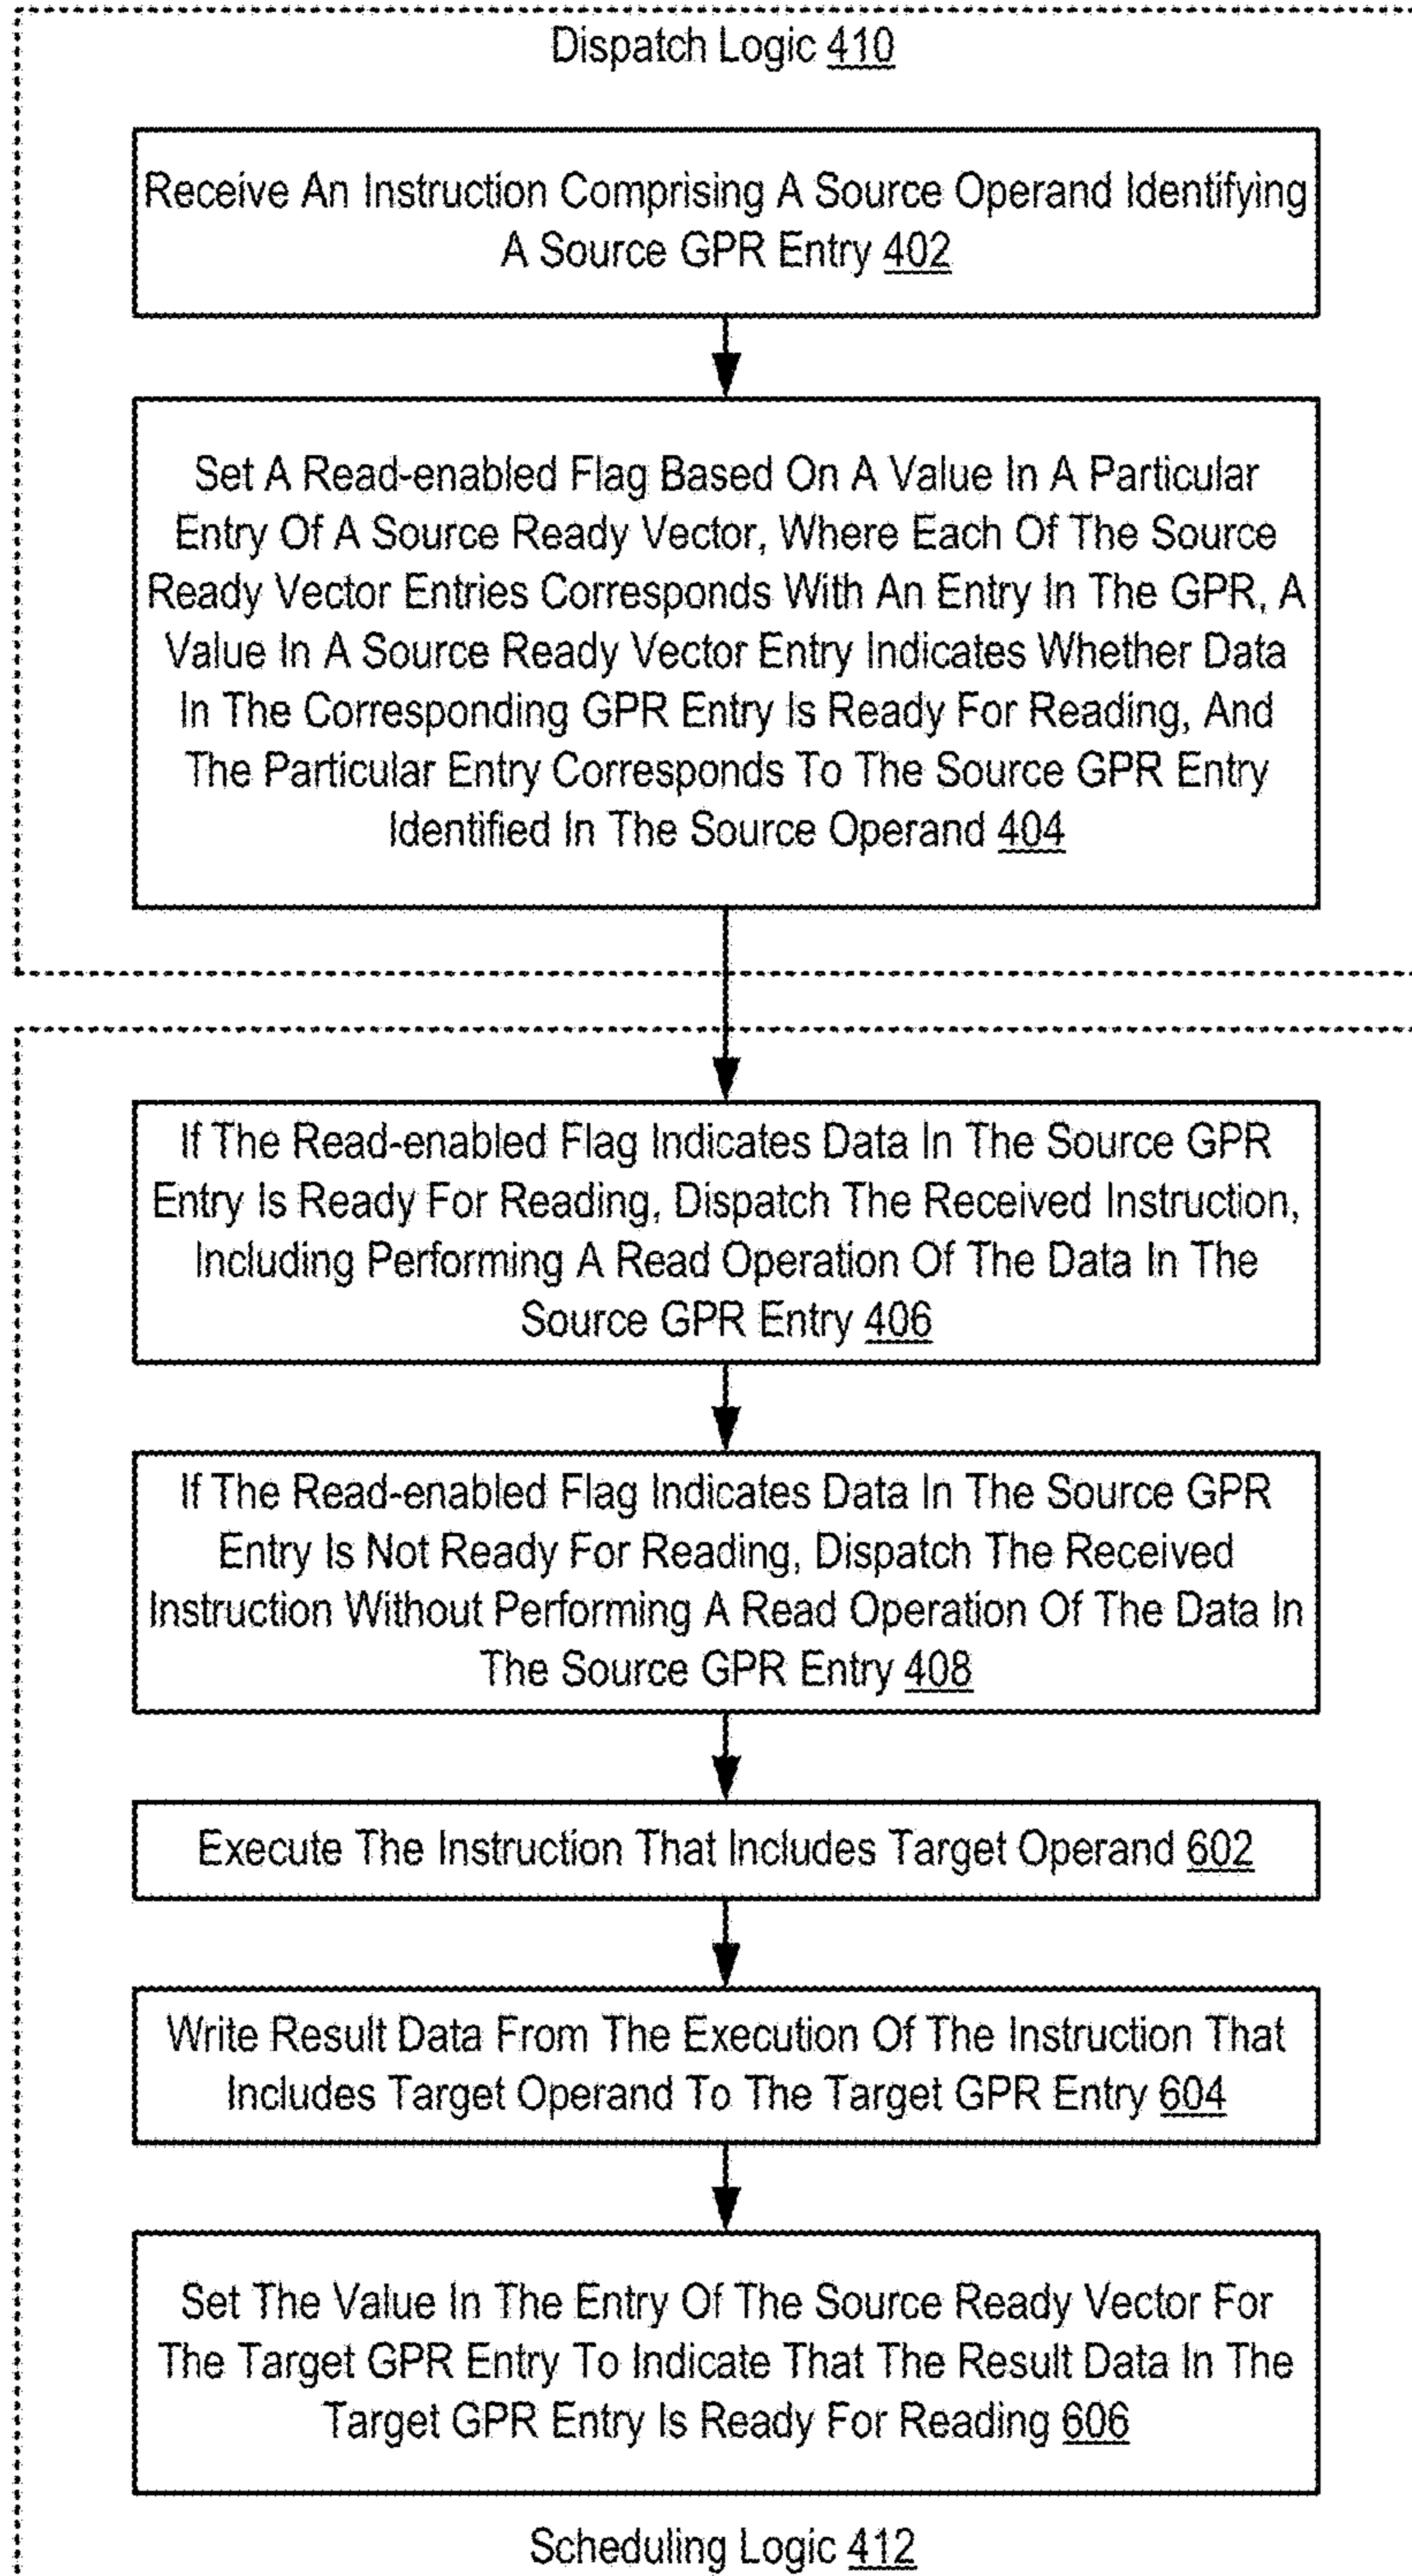 Dispatch Logic 410
Receive An Instruction Comprising A Source Operand Identifying
A Source GPR Entry 402
Set A Read-enabled Flag Based On A Value In A Particular
Entry Of A Source Ready Vector, Where Each Of The Source
Ready Vector Entries Corresponds With An Entry In The GPR, A
Value In A Source Ready Vector Entry Indicates Whether Data
In The Corresponding GPR Entry Is Ready For Reading, And
The Particular Entry Corresponds To The Source GPR Entry
Identified In The Source Operand 404
If The Read-enabled Flag Indicates Data In The Source GPR
Entry Is Ready For Reading, Dispatch The Received Instruction,
Including Performing A Read Operation Of The Data In The
Source GPR Entry 406
If The Read-enabled Flag Indicates Data In The Source GPR
Entry Is Not Ready For Reading, Dispatch The Received
Instruction Without Performing A Read Operation Of The Data In
The Source GPR Entry 408
Execute The Instruction That Includes Target Operand 602
Write Result Data From The Execution Of The Instruction That
Includes Target Operand To The Target GPR Entry 604
Set The Value In The Entry Of The Source Ready Vector For
The Target GPR Entry To Indicate That The Result Data In The
Target GPR Entry Is Ready For Reading 606
Scheduling Logic 412